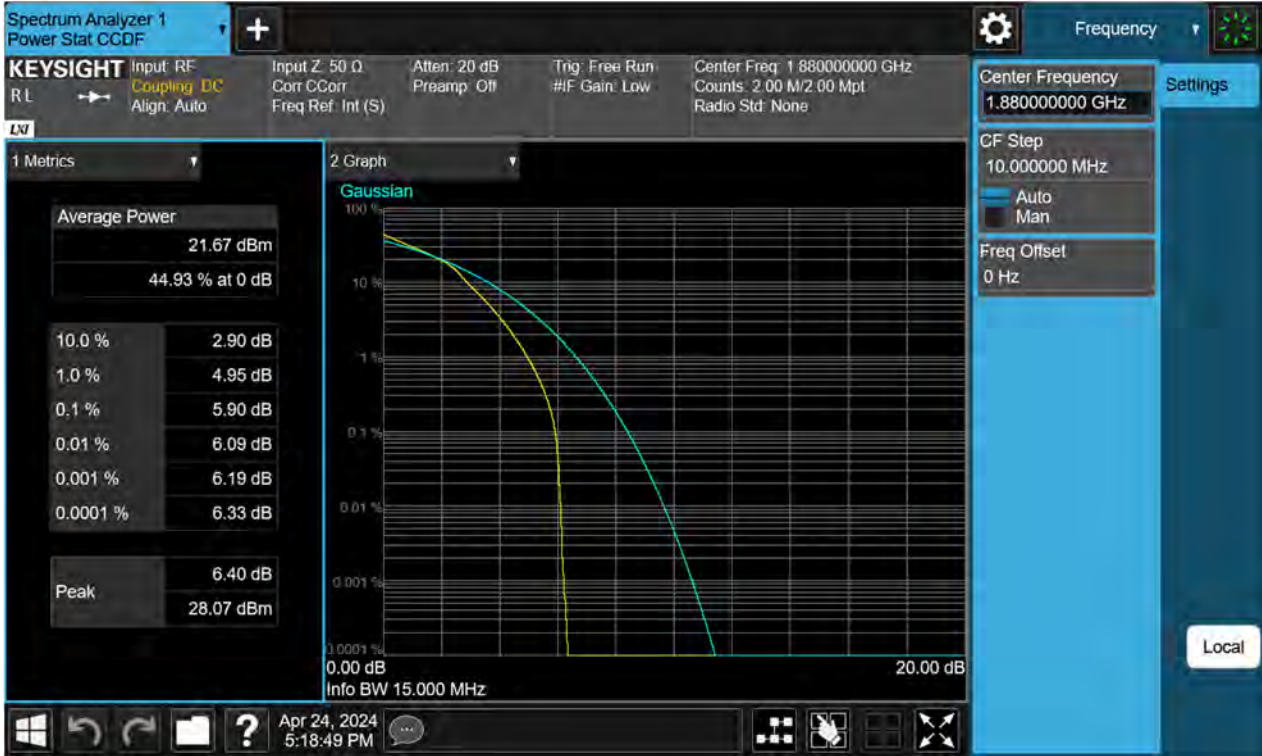 Spectrum Analyzer 1
Power Stat CCDF
+
Frequency
KEYSIGHT
R L
LXI
Input: RF
Coupling: DC
Align: Auto
Input Z: 50 Ω
Corr CCorr
Freq Ref: Int (S)
Atten: 20 dB
Preamp: Off
Trig: Free Run
#IF Gain: Low
Center Freq: 1.880000000 GHz
Counts: 2.00 M/2.00 Mpt
Radio Std: None
Center Frequency
1.880000000 GHz
Settings
CF Step
10.000000 MHz
Auto
Man
Freq Offset
0 Hz
1 Metrics
Average Power
21.67 dBm
44.93 % at 0 dB
10.0 % 2.90 dB
1.0 % 4.95 dB
0.1 % 5.90 dB
0.01 % 6.09 dB
0.001 % 6.19 dB
0.0001 % 6.33 dB
Peak
6.40 dB
28.07 dBm
2 Graph
Gaussian
100 %
10 %
1 %
0.1 %
0.01 %
0.001 %
0.0001 %
0.00 dB 20.00 dB
Info BW 15.000 MHz
Local
?
Apr 24, 2024
5:18:49 PM